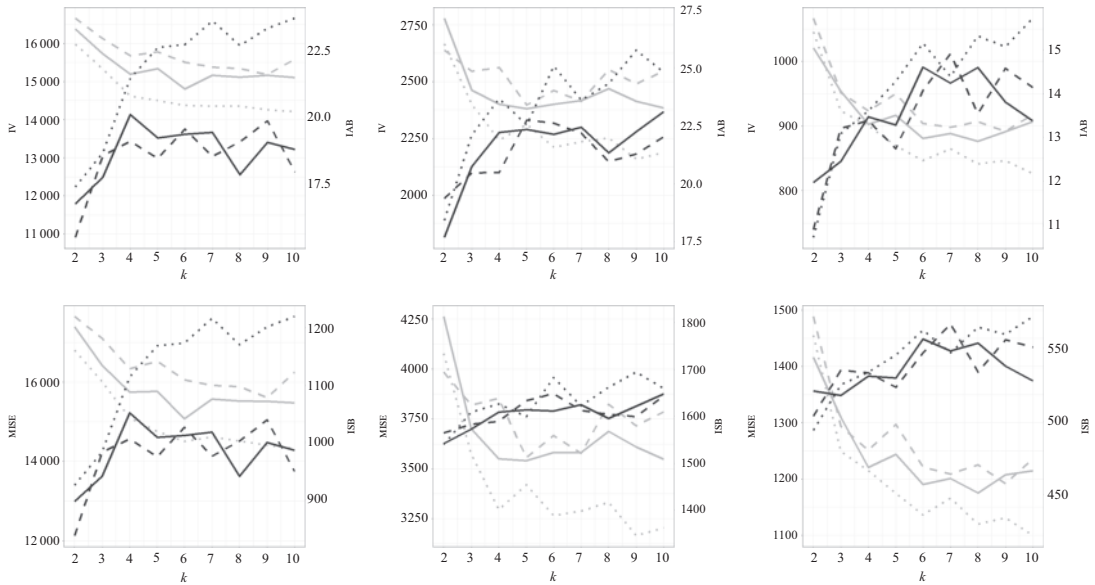 16 000
15 000
14 000
13 000
12 000
11 000
IV
22.5
20.0
17.5
IAB
2 3 4 5 6 7 8 9 10
k
2750
2500
2250
2000
IV
27.5
25.0
22.5
20.0
17.5
IAB
2 3 4 5 6 7 8 9 10
k
1000
900
800
IV
15
14
13
12
11
IAB
2 3 4 5 6 7 8 9 10
k
16 000
14 000
12 000
MISE
1200
1100
1000
900
ISB
2 3 4 5 6 7 8 9 10
k
4250
4000
3750
3500
3250
MISE
1800
1700
1600
1500
1400
ISB
2 3 4 5 6 7 8 9 10
k
1500
1400
1300
1200
1100
MISE
550
500
450
ISB
2 3 4 5 6 7 8 9 10
k